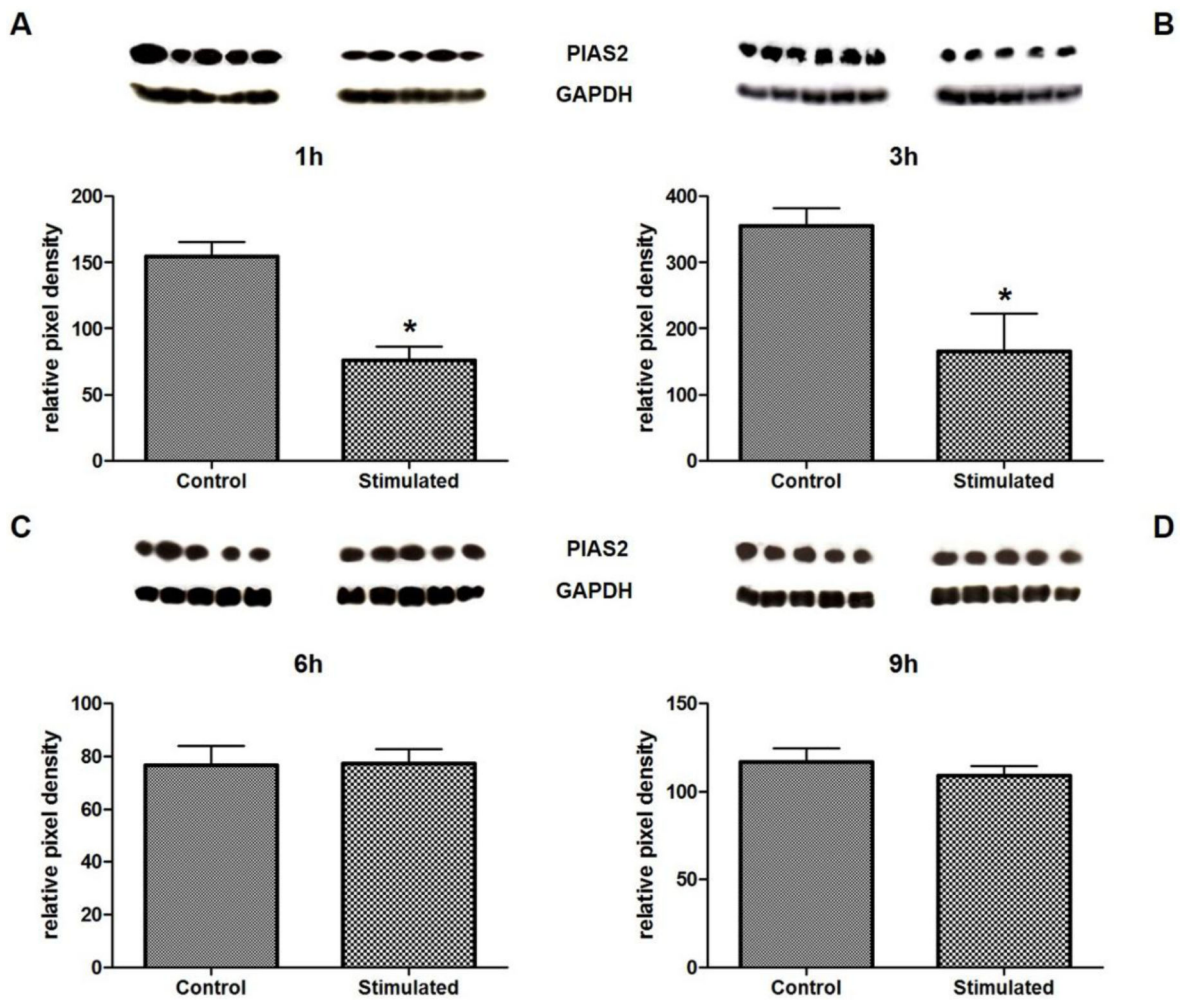 A
PIAS2
B
GAPDH
1h
3h
relative pixel density
200
150
100
50
0
*
Control
Stimulated
relative pixel density
400
300
200
100
0
*
Control
Stimulated
C
PIAS2
D
GAPDH
6h
9h
relative pixel density
100
80
60
40
20
0
Control
Stimulated
relative pixel density
150
100
50
0
Control
Stimulated